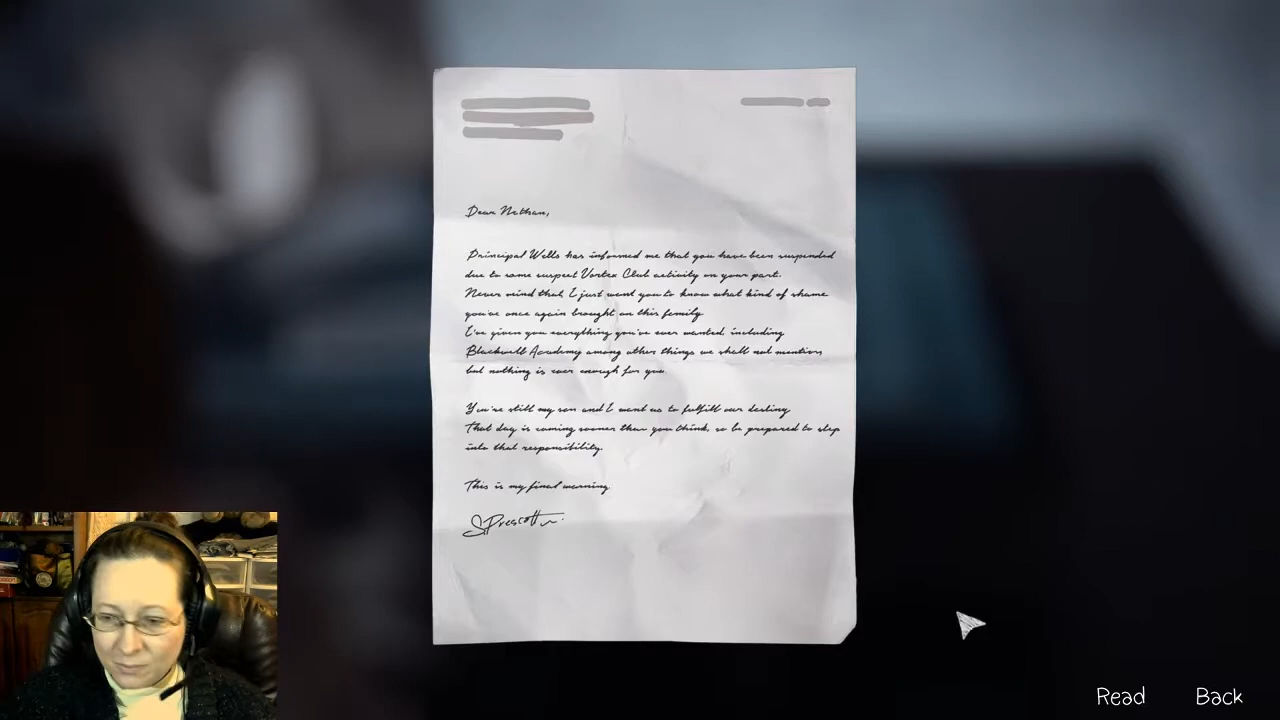 Dear Nathan,
Principal Wells has informed me that you have been suspended
due to some suspect Vortex Club activity on your part.
Never mind that, I just want you to know what kind of shame
you've once again brought on this family
I've given you everything you've ever wanted, including
Blackwell Academy among other things we shall not mention,
but nothing is ever enough for you.
You're still my son and I want us to fulfill our destiny
That day is coming sooner than you think, so be prepared to step
into that responsibility.
This is my final warning
S.Prescott
Read Back